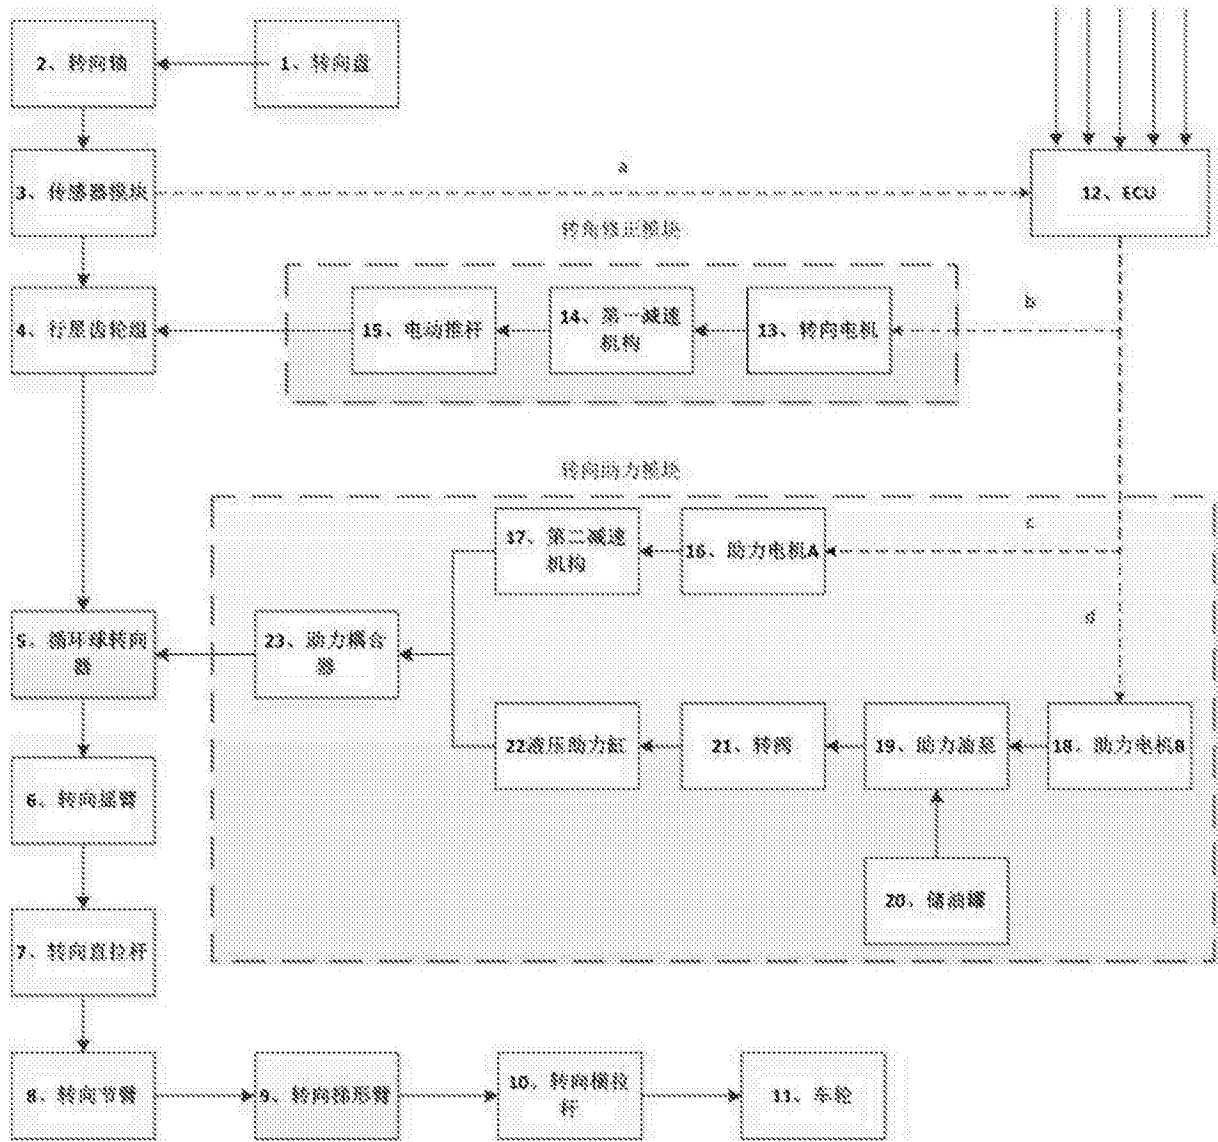 2、转向轴
1、转向盘
3、传感器模块
a
12、ECU
转角修正模块
4、行星齿轮组
15、电动推杆
14、第一减速
机构
13、转向电机
b
转向助力模块
17、第二减速
机构
16、助力电机A
c
5、循环球转向
器
23、助力耦合
器
d
22液压助力缸
21、转阀
19、助力油泵
18、助力电机B
6、转向摇臂
20、储油罐
7、转向直拉杆
8、转向节臂
9、转向梯形臂
10、转向横拉
杆
11、车轮